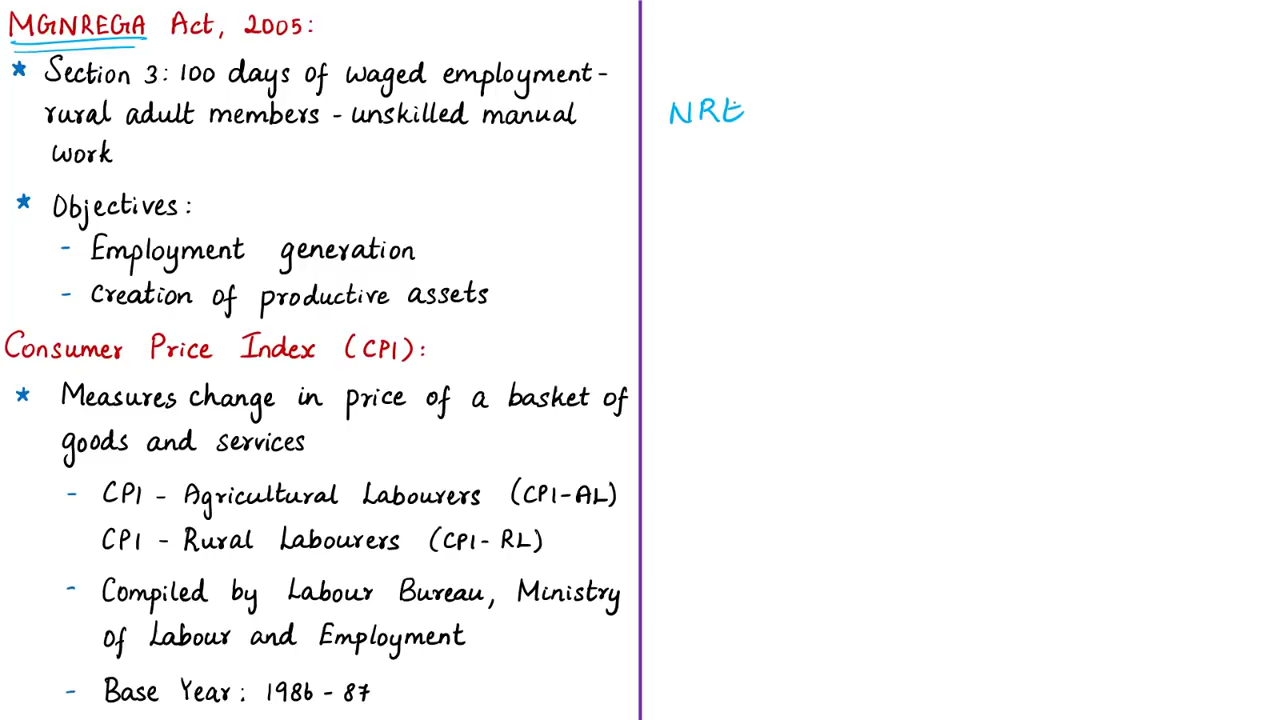 MGNREGA Act, 2005:
* Section 3: 100 days of waged employment -
rural adult members - unskilled manual
work
* Objectives:
- Employment generation
- Creation of productive assets
Consumer Price Index (CPI):
* Measures change in price of a basket of
goods and services
- CPI - Agricultural Labourers (CPI-AL)
CPI - Rural Labourers (CPI-RL)
- Compiled by Labour Bureau, Ministry
of Labour and Employment
- Base Year: 1986-87
NRE